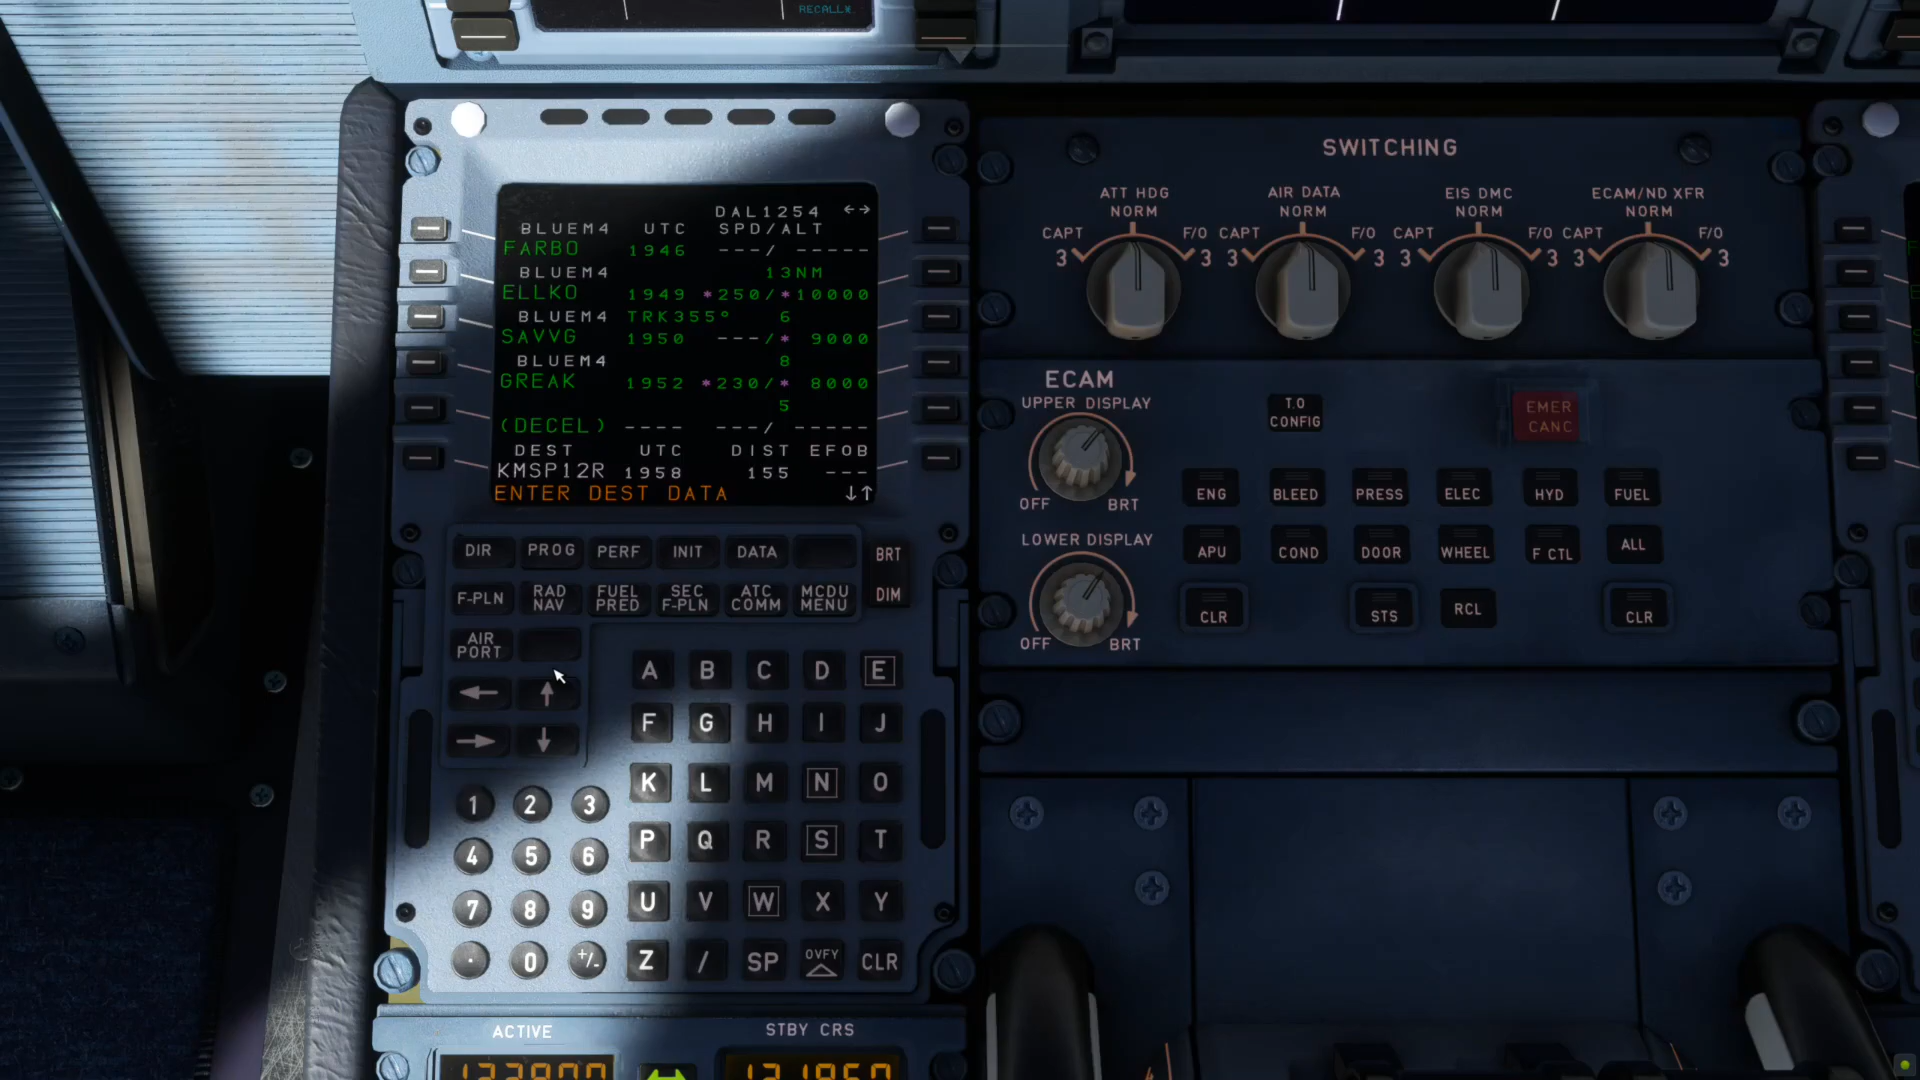 RECALL*
DAL1254 ←→
BLUEM4 UTC SPD/ALT
FARBO 1946 ---/ -----
BLUEM4 13NM
ELLKO 1949 *250/*10000
BLUEM4 TRK355° 6
SAVVG 1950 ---/* 9000
BLUEM4 8
GREAK 1952 *230/* 8000
5
(DECEL) ---- ---/ -----
DEST UTC DIST EFOB
KMSP12R 1958 155 ---
ENTER DEST DATA ↓↑
DIR PROG PERF INIT DATA
BRT
F-PLN RAD NAV FUEL PRED SEC F-PLN ATC COMM MCDU MENU
DIM
AIR PORT
← ↑
→ ↓
A B C D E
F G H I J
K L M N O
P Q R S T
U V W X Y
Z / SP OVFY CLR
1 2 3
4 5 6
7 8 9
. 0 +/-
ACTIVE STBY CRS
SWITCHING
ATT HDG AIR DATA EIS DMC ECAM/ND XFR
NORM NORM NORM NORM
CAPT F/O CAPT F/O CAPT F/O CAPT F/O
3 3 3 3 3 3 3 3
ECAM
UPPER DISPLAY
OFF BRT
LOWER DISPLAY
OFF BRT
T.O CONFIG
EMER CANC
ENG BLEED PRESS ELEC HYD FUEL
APU COND DOOR WHEEL F CTL ALL
CLR STS RCL CLR